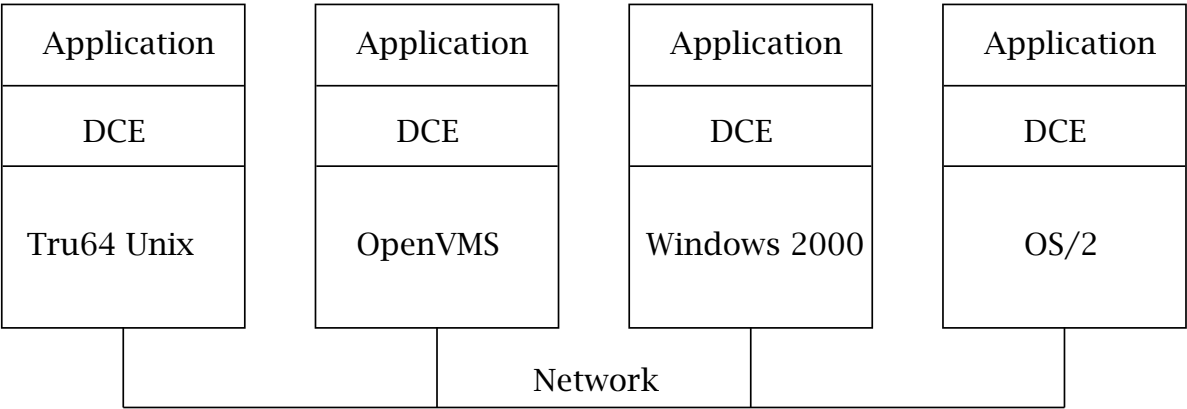 Application
Application
Application
Application
DCE
DCE
DCE
DCE
Tru64 Unix
OpenVMS
Windows 2000
OS/2
Network